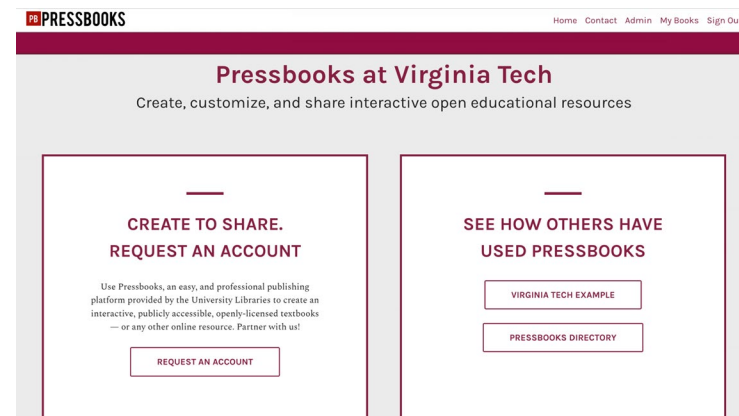 PB PRESSBOOKS
Home Contact Admin My Books Sign Ou
Pressbooks at Virginia Tech
Create, customize, and share interactive open educational resources
CREATE TO SHARE.
REQUEST AN ACCOUNT
Use Pressbooks, an easy, and professional publishing
platform provided by the University Libraries to create an
interactive, publicly accessible, openly-licensed textbooks
— or any other online resource. Partner with us!
REQUEST AN ACCOUNT
SEE HOW OTHERS HAVE
USED PRESSBOOKS
VIRGINIA TECH EXAMPLE
PRESSBOOKS DIRECTORY